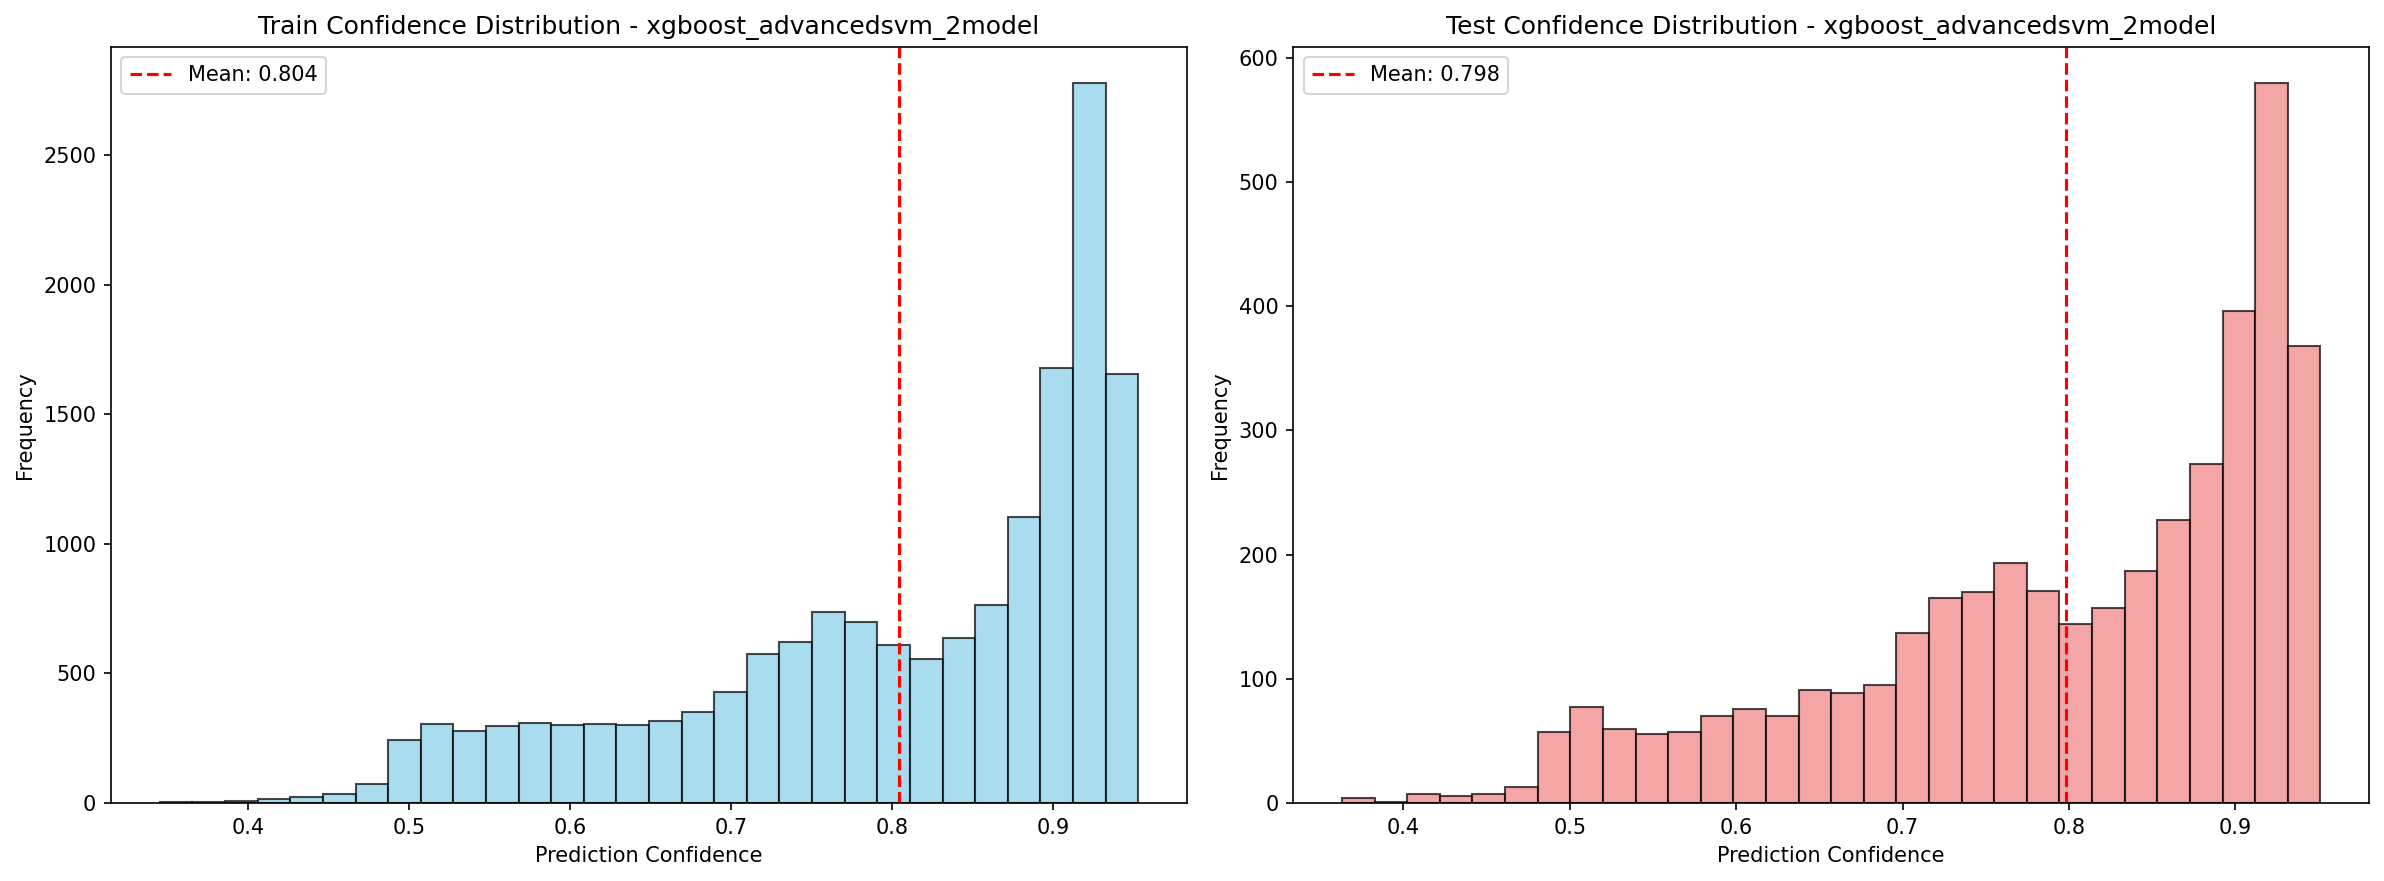 Train Confidence Distribution - xgboost_advancedsvm_2model
Mean: 0.804
Frequency
2500
2000
1500
1000
500
0
0.4 0.5 0.6 0.7 0.8 0.9
Prediction Confidence
Test Confidence Distribution - xgboost_advancedsvm_2model
Mean: 0.798
Frequency
600
500
400
300
200
100
0
0.4 0.5 0.6 0.7 0.8 0.9
Prediction Confidence